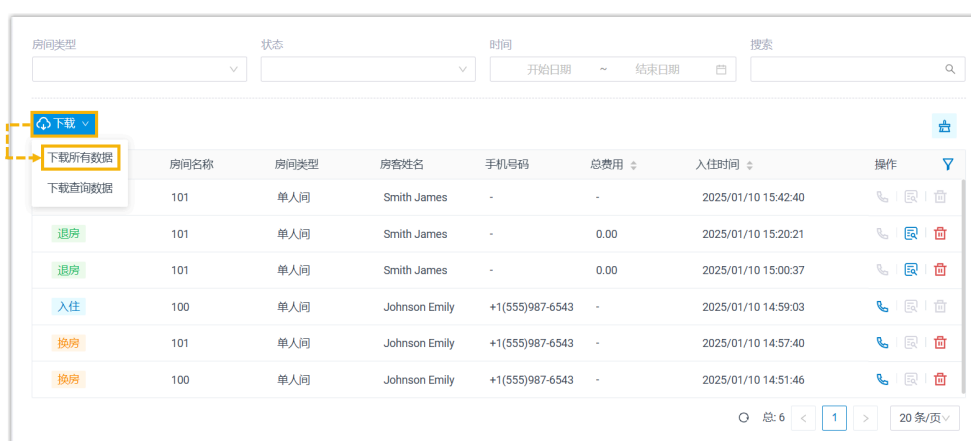 房间类型 状态 时间 搜索
开始日期 ~ 结束日期
下载
下载所有数据
下载查询数据
房间名称 房间类型 房客姓名 手机号码 总费用 入住时间 操作
101 单人间 Smith James - - 2025/01/10 15:42:40
退房 101 单人间 Smith James - 0.00 2025/01/10 15:20:21
退房 101 单人间 Smith James - 0.00 2025/01/10 15:00:37
入住 100 单人间 Johnson Emily +1(555)987-6543 - 2025/01/10 14:59:03
换房 101 单人间 Johnson Emily +1(555)987-6543 - 2025/01/10 14:57:40
换房 100 单人间 Johnson Emily +1(555)987-6543 - 2025/01/10 14:51:46
总: 6 < 1 > 20 条/页